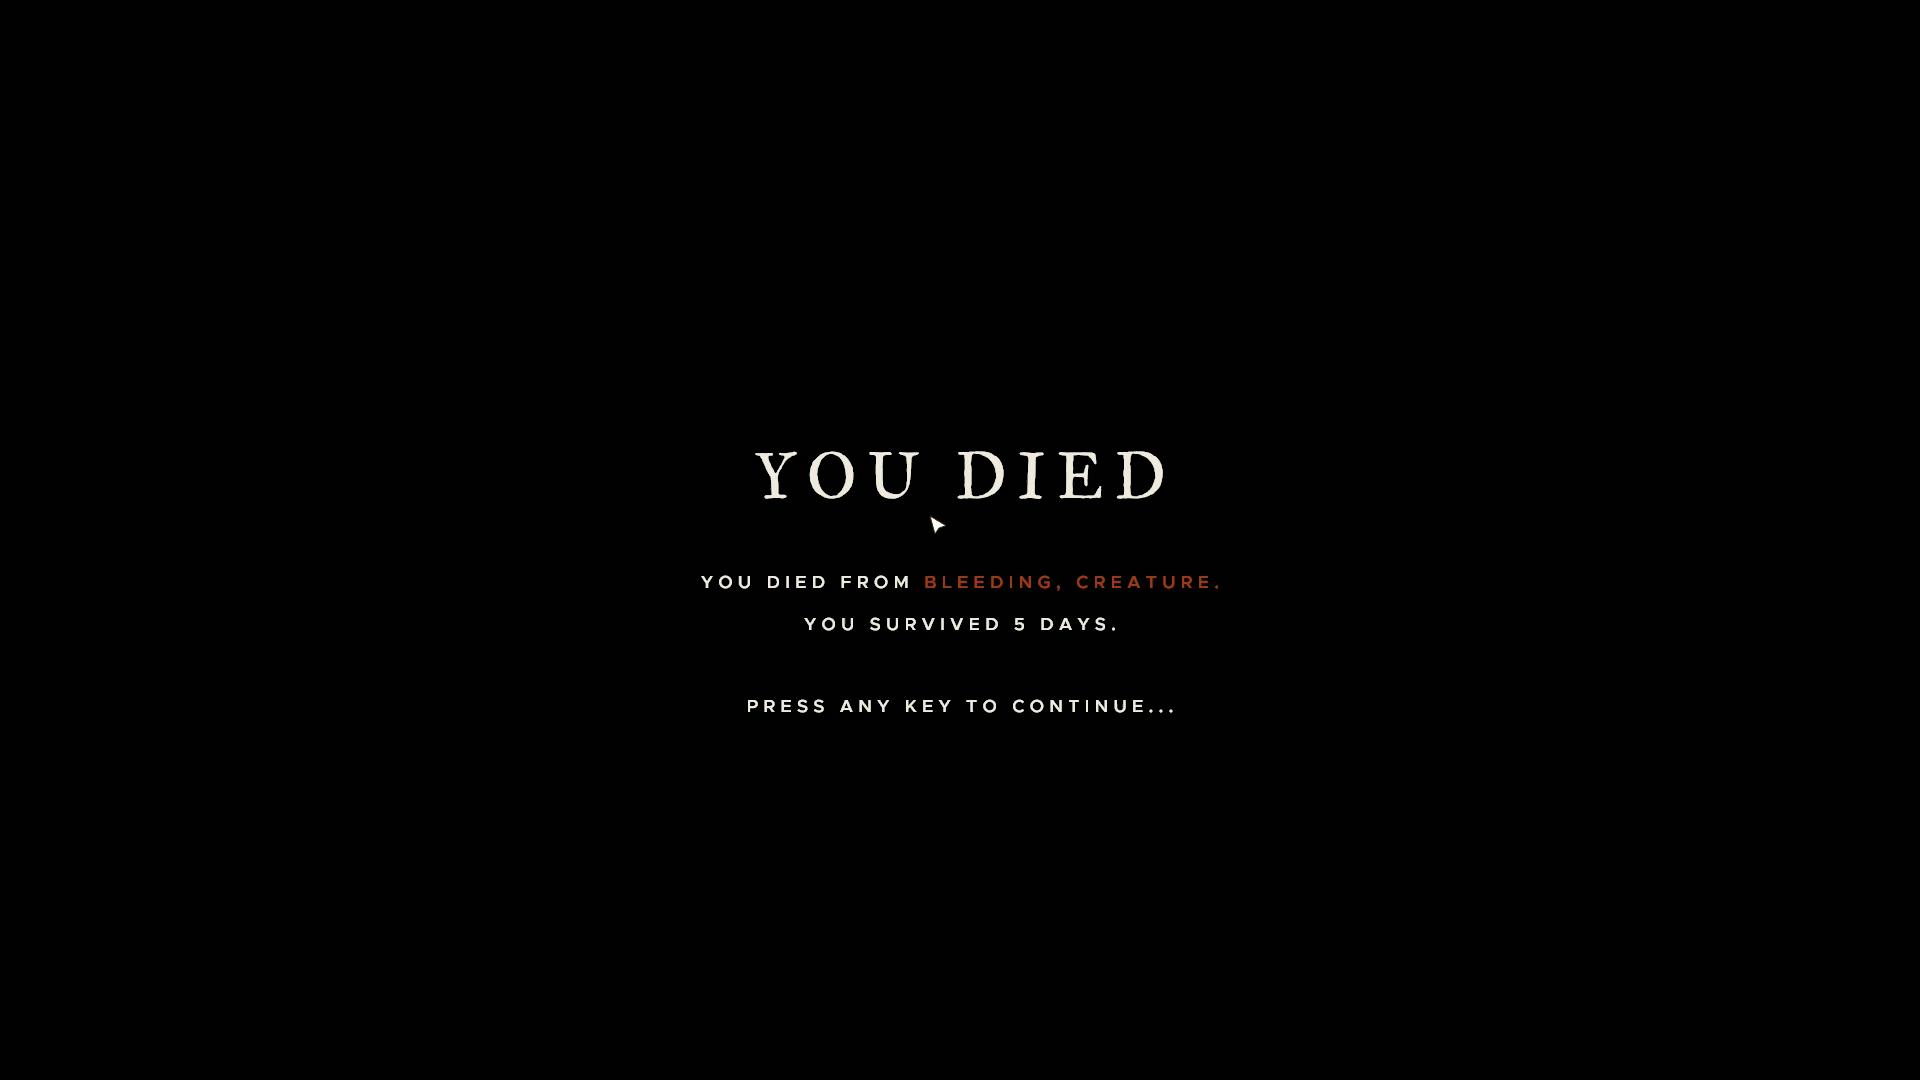 YOU DIED
YOU DIED FROM BLEEDING, CREATURE.
YOU SURVIVED 5 DAYS.
PRESS ANY KEY TO CONTINUE...